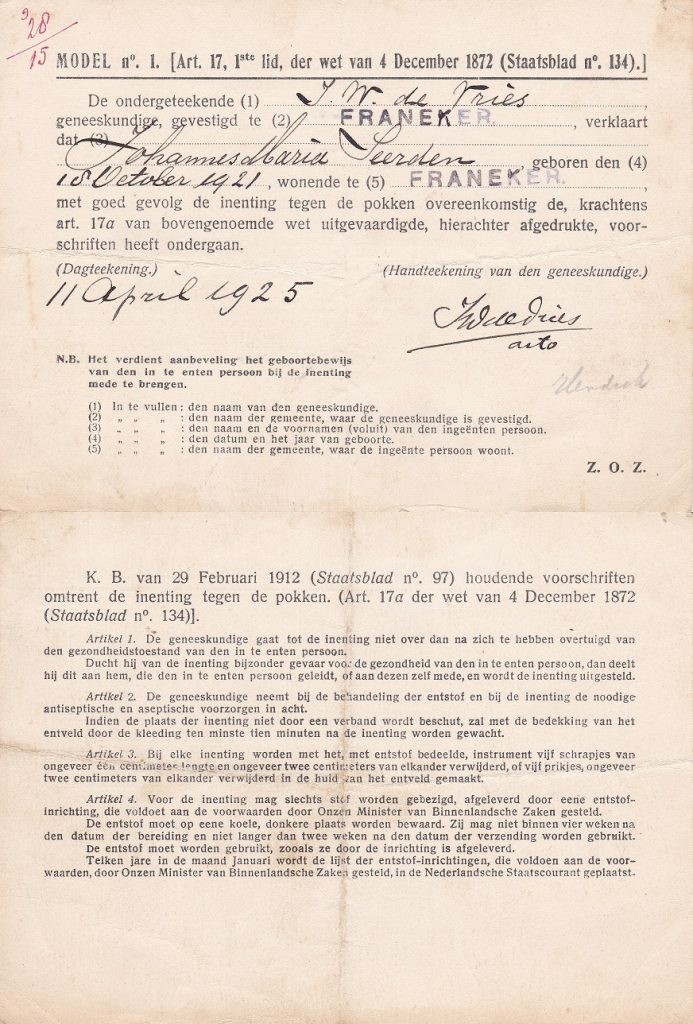 9 28
15
MODEL nº. 1. [Art. 17, 1ste lid, der wet van 4 December 1872 (Staatsblad nº. 134).]
De ondergeteekende (1) J. W. de Vries,
geneeskundige, gevestigd te (2) FRANEKER., verklaart
dat (3) Johannes Maria Leerden, geboren den (4)
18 October 1921, wonende te (5) FRANEKER.,
met goed gevolg de inenting tegen de pokken overeenkomstig de, krachtens
art. 17a van bovengenoemde wet uitgevaardigde, hierachter afgedrukte, voor-
schriften heeft ondergaan.
(Dagteekening.) (Handteekening van den geneeskundige.)
11 April 1925
JWdeVries
arts
N.B. Het verdient aanbeveling het geboortebewijs
van den in te enten persoon bij de inenting
mede te brengen.
(1) In te vullen: den naam van den geneeskundige.
(2) „ „ „ : den naam der gemeente, waar de geneeskundige is gevestigd.
(3) „ „ „ : den naam en de voornamen (voluit) van den ingeënten persoon.
(4) „ „ „ : den datum en het jaar van geboorte.
(5) „ „ „ : den naam der gemeente, waar de ingeënte persoon woont.
Z. O. Z.
K. B. van 29 Februari 1912 (Staatsblad nº. 97) houdende voorschriften
omtrent de inenting tegen de pokken. (Art. 17a der wet van 4 December 1872
(Staatsblad nº. 134)].
Artikel 1. De geneeskundige gaat tot de inenting niet over dan na zich te hebben overtuigd van
den gezondheidstoestand van den in te enten persoon.
Ducht hij van de inenting bijzonder gevaar voor de gezondheid van den in te enten persoon, dan deelt
hij dit aan hem, die den in te enten persoon geleidt, of aan dezen zelf mede, en wordt de inenting uitgesteld.
Artikel 2. De geneeskundige neemt bij de behandeling der entstof en bij de inenting de noodige
antiseptische en aseptische voorzorgen in acht.
Indien de plaats der inenting niet door een verband wordt beschut, zal met de bedekking van het
entveld door de kleeding ten minste tien minuten na de inenting worden gewacht.
Artikel 3. Bij elke inenting worden met het, met entstof bedeelde, instrument vijf schrapjes van
ongeveer één centimeter lengte en ongeveer twee centimeters van elkander verwijderd, of vijf prikjes, ongeveer
twee centimeters van elkander verwijderd in de huid van het entveld gemaakt.
Artikel 4. Voor de inenting mag slechts stof worden gebezigd, afgeleverd door eene entstof-
inrichting, die voldoet aan de voorwaarden door Onzen Minister van Binnenlandsche Zaken gesteld.
De entstof moet op eene koele, donkere plaats worden bewaard. Zij mag niet binnen vier weken na
den datum der bereiding en niet langer dan twee weken na den datum der verzending worden gebruikt.
De entstof moet worden gebruikt, zooals ze door de inrichting is afgeleverd.
Telken jare in de maand Januari wordt de lijst der entstof-inrichtingen, die voldoen aan de voor-
waarden, door Onzen Minister van Binnenlandsche Zaken gesteld, in de Nederlandsche Staatscourant geplaatst.